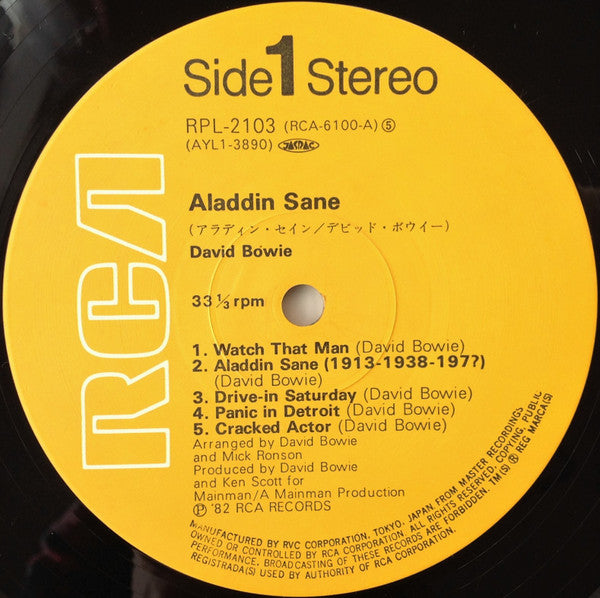 Side 1 Stereo
RPL-2103 (RCA-6100-A) ⑤
(AYL1-3890) JASRAC
RCA
Aladdin Sane
(アラディン・セイン／デビッド・ボウイー)
David Bowie
33 1/3 rpm
1. Watch That Man (David Bowie)
2. Aladdin Sane (1913-1938-197?)
(David Bowie)
3. Drive-in Saturday (David Bowie)
4. Panic in Detroit (David Bowie)
5. Cracked Actor (David Bowie)
Arranged by David Bowie
and Mick Ronson
Produced by David Bowie
and Ken Scott for
Mainman/A Mainman Production
Ⓟ '82 RCA RECORDS
MANUFACTURED BY RVC CORPORATION, TOKYO, JAPAN, FROM MASTER RECORDINGS
OWNED OR CONTROLLED BY RCA CORPORATION. ALL RIGHTS RESERVED, COPYING, PUBLIC
PERFORMANCE, BROADCASTING OF THESE RECORDS ARE FORBIDDEN. TM(S) ® REG MARCA(S)
REGISTRADA(S) USED BY AUTHORITY OF RCA CORPORATION.